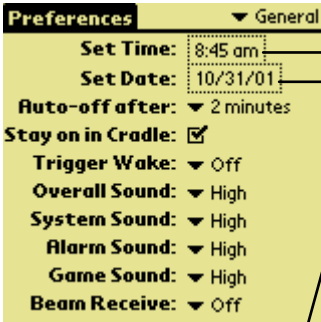 Preferences General
Set Time: 8:45 am
Set Date: 10/31/01
Auto-off after: 2 minutes
Stay on in Cradle:
Trigger Wake: Off
Overall Sound: High
System Sound: High
Alarm Sound: High
Game Sound: High
Beam Receive: Off